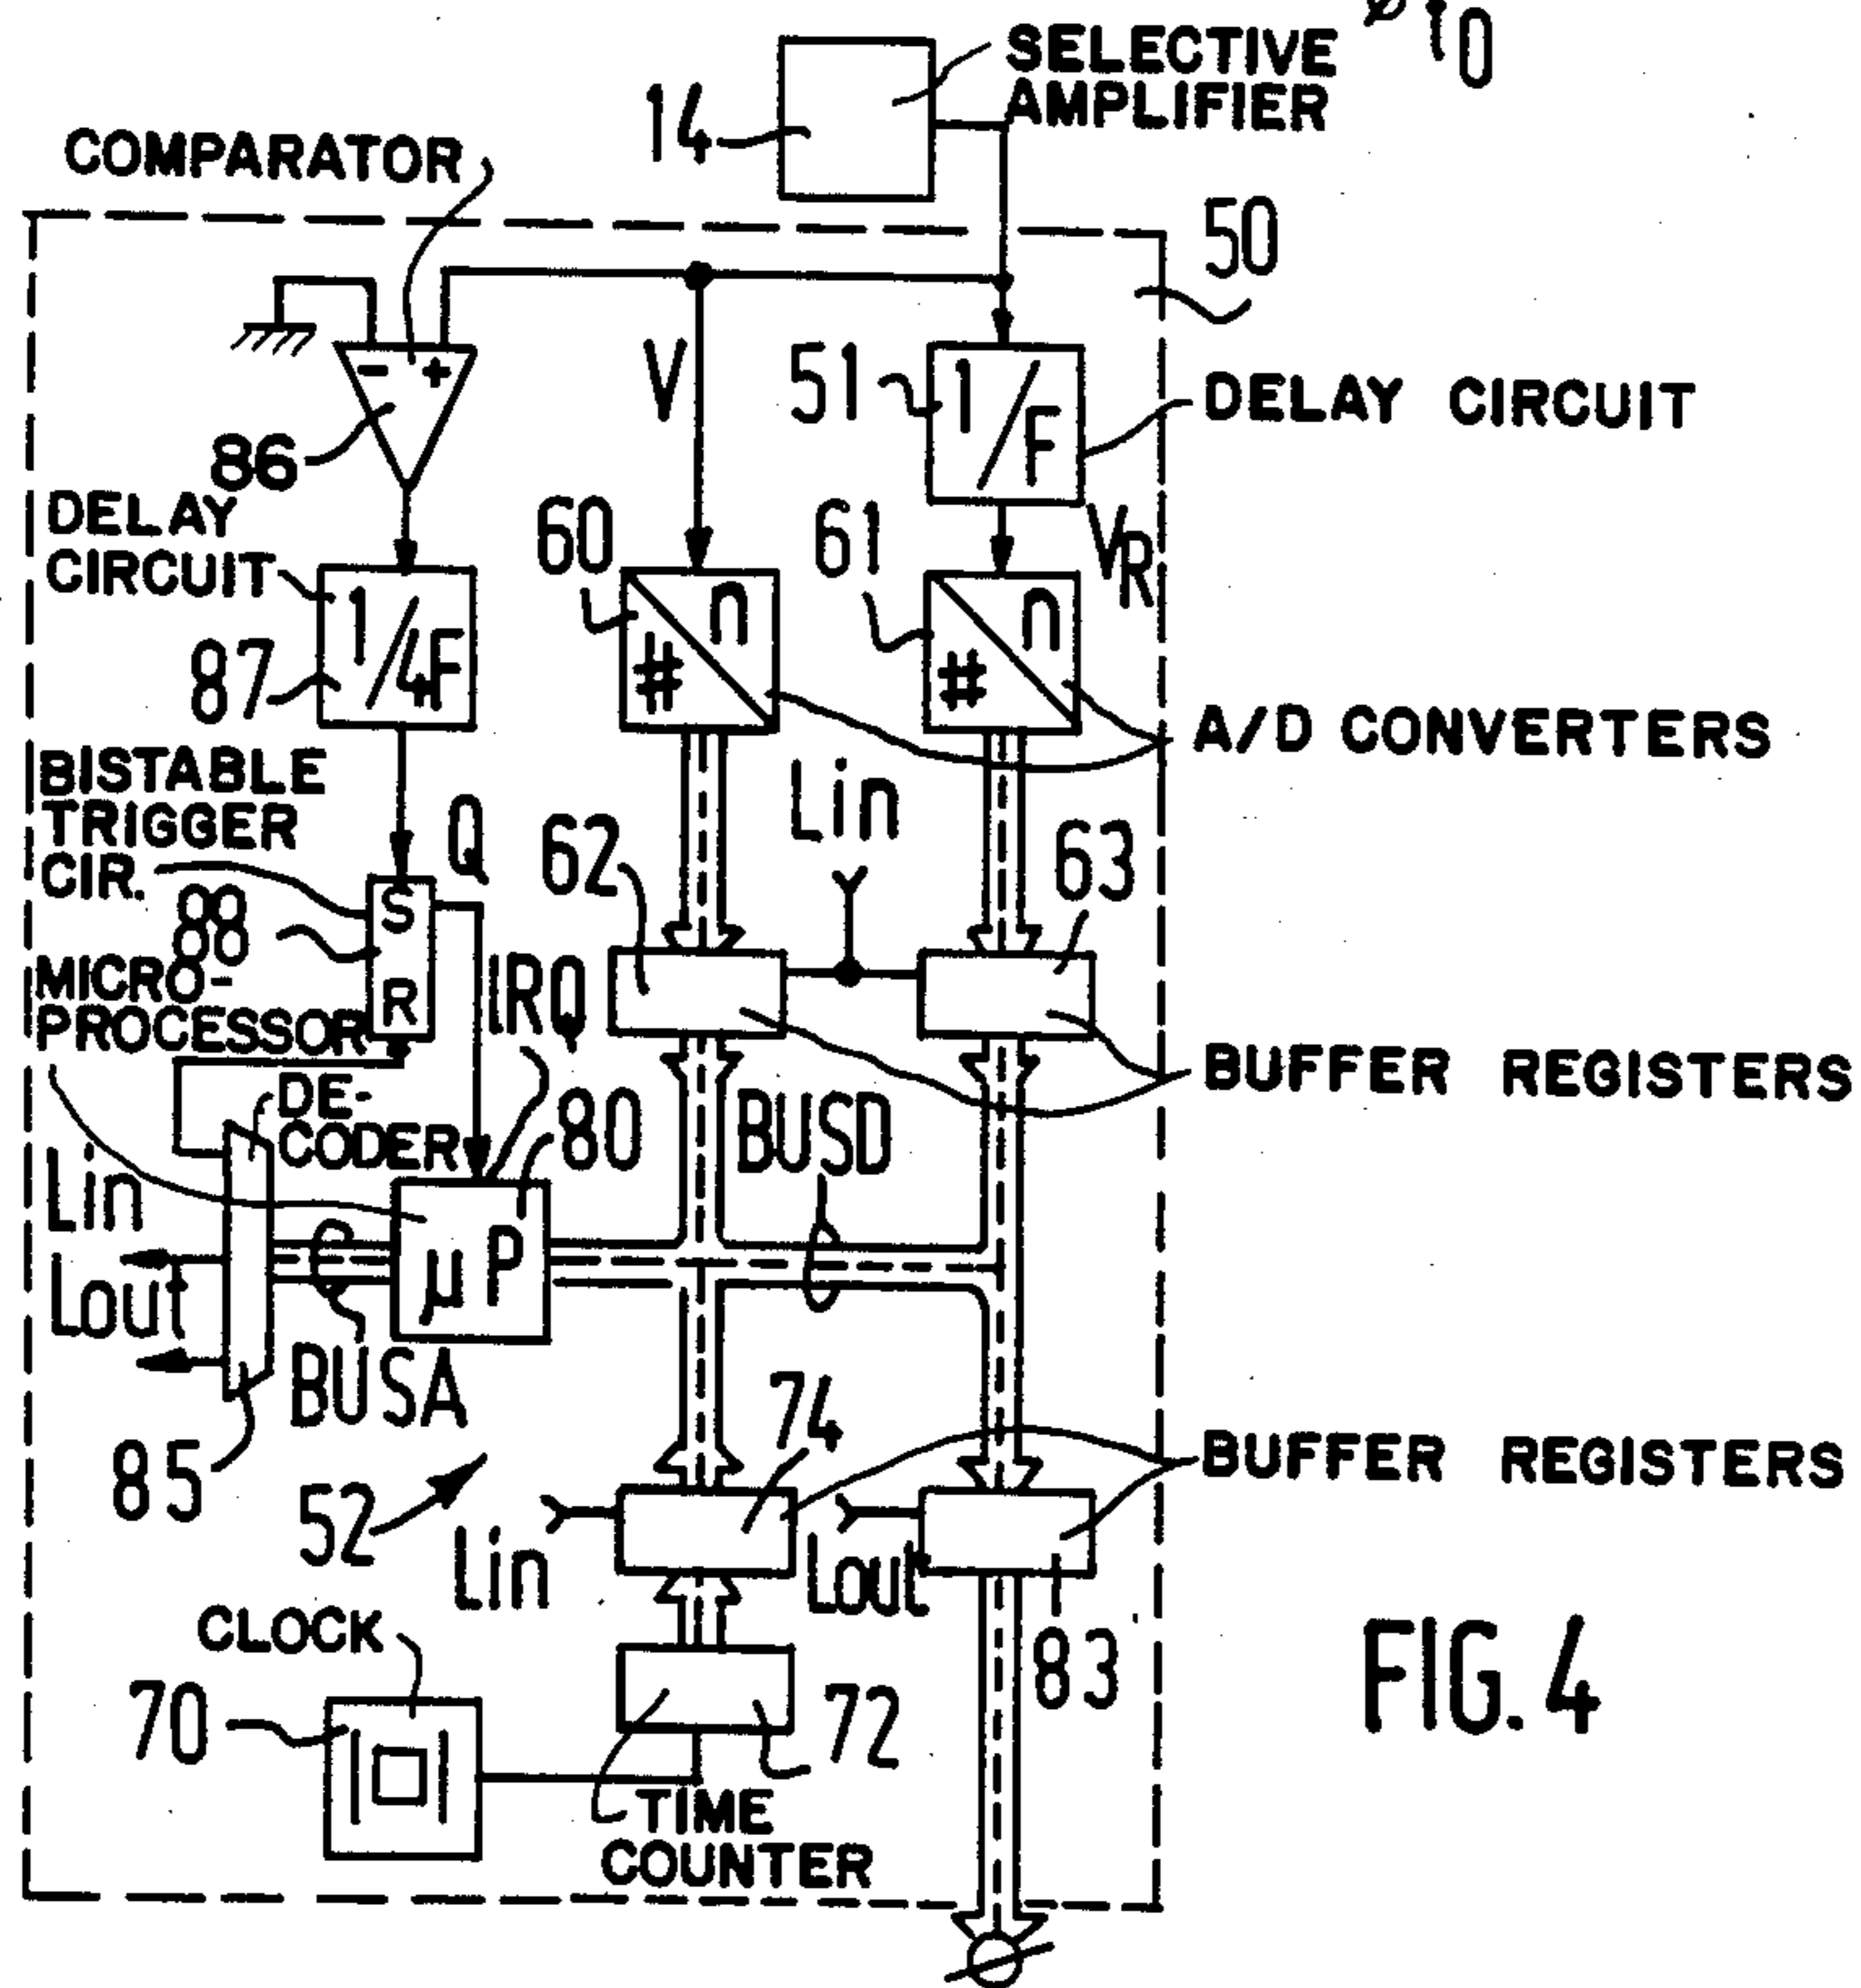 10
SELECTIVE
AMPLIFIER
14
COMPARATOR
50
- +
V
51
1/F
DELAY CIRCUIT
86
DELAY
CIRCUIT
60
61
VR
1/4F
87
#
n
#
n
A/D CONVERTERS
BISTABLE
TRIGGER
CIR.
Q
62
Lin
63
88
S
R
MICRO-
PROCESSOR
IRQ
BUFFER REGISTERS
DE-
CODER
80
BUSD
Lin
Lout
µP
BUSA
74
85
52
BUFFER REGISTERS
Lin
Lout
CLOCK
83
70
72
TIME
COUNTER
FIG. 4